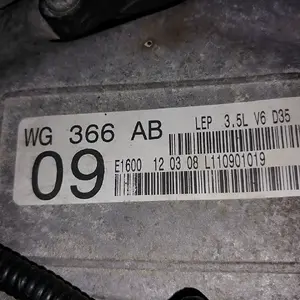 LEP 3.5L V6 D35
WG 366 AB
09
E1600 12 03 08 L110901019